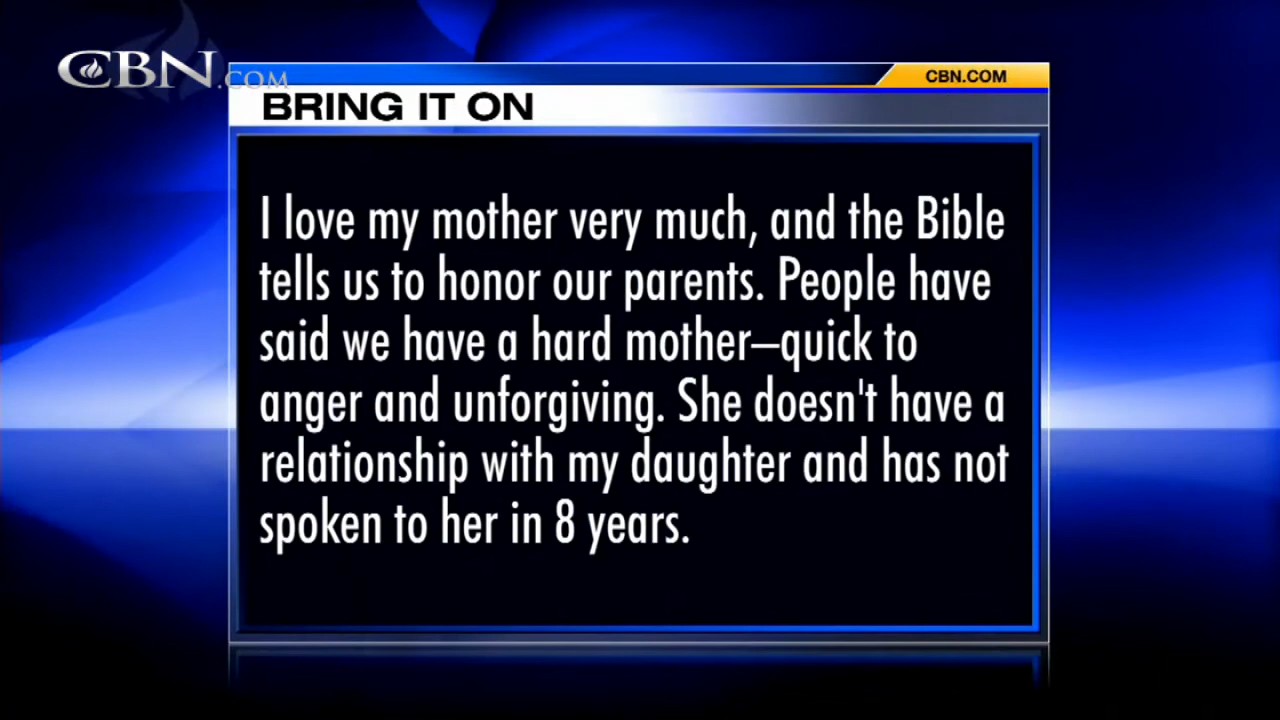 CBN.COM
CBN.COM
BRING IT ON
I love my mother very much, and the Bible
tells us to honor our parents. People have
said we have a hard mother—quick to
anger and unforgiving. She doesn't have a
relationship with my daughter and has not
spoken to her in 8 years.